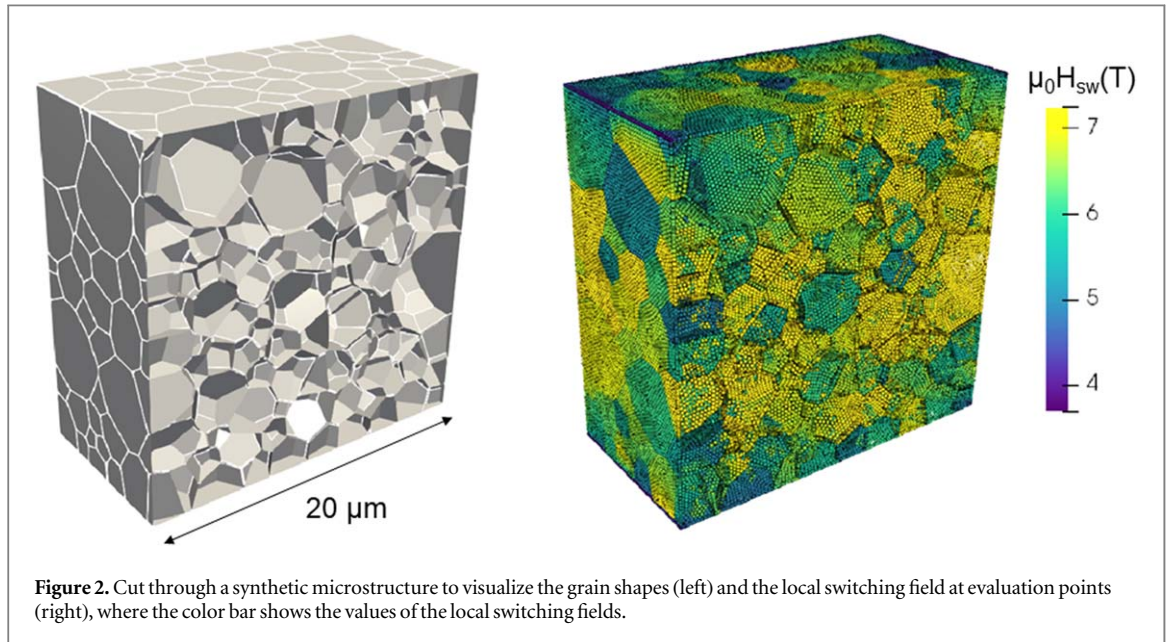 μ₀Hₛw(T)
7
6
5
4
20 μm
Figure 2. Cut through a synthetic microstructure to visualize the grain shapes (left) and the local switching field at evaluation points
(right), where the color bar shows the values of the local switching fields.